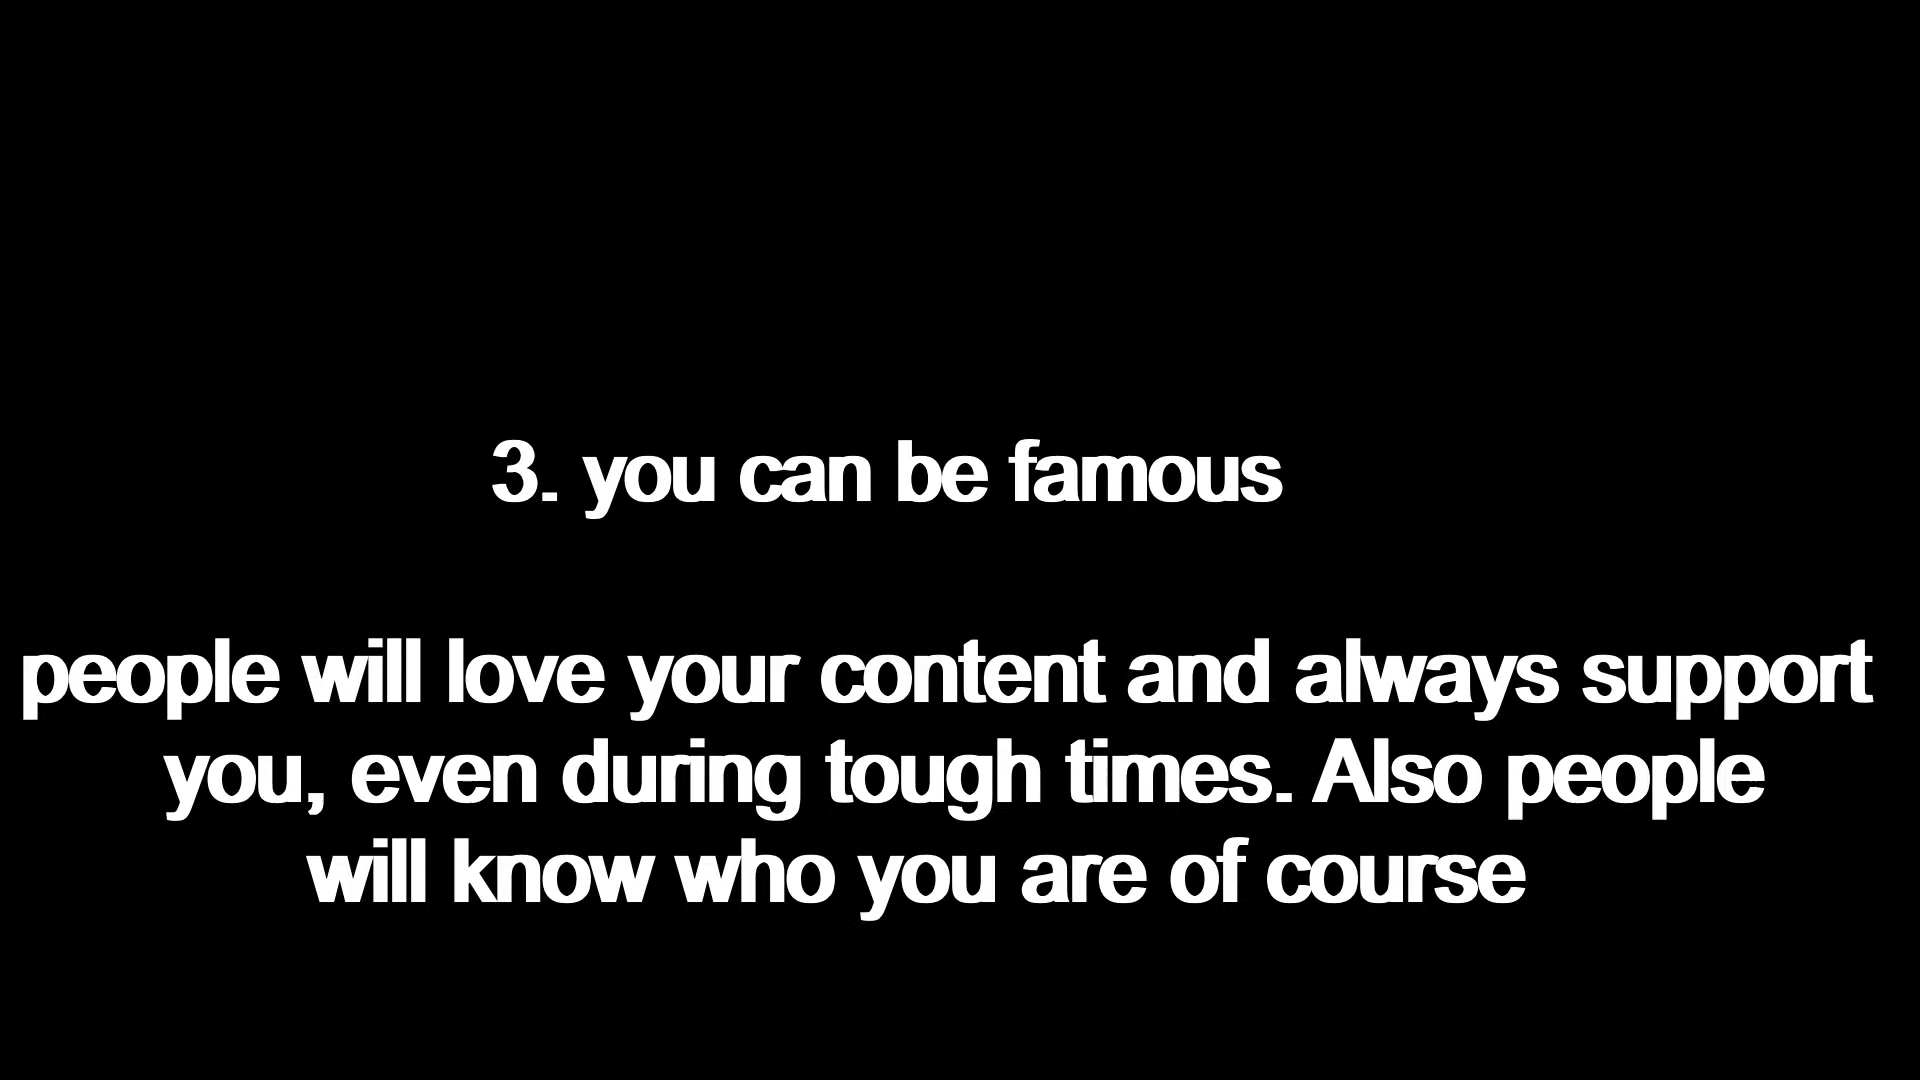 3. you can be famous
people will love your content and always support
you, even during tough times. Also people
will know who you are of course